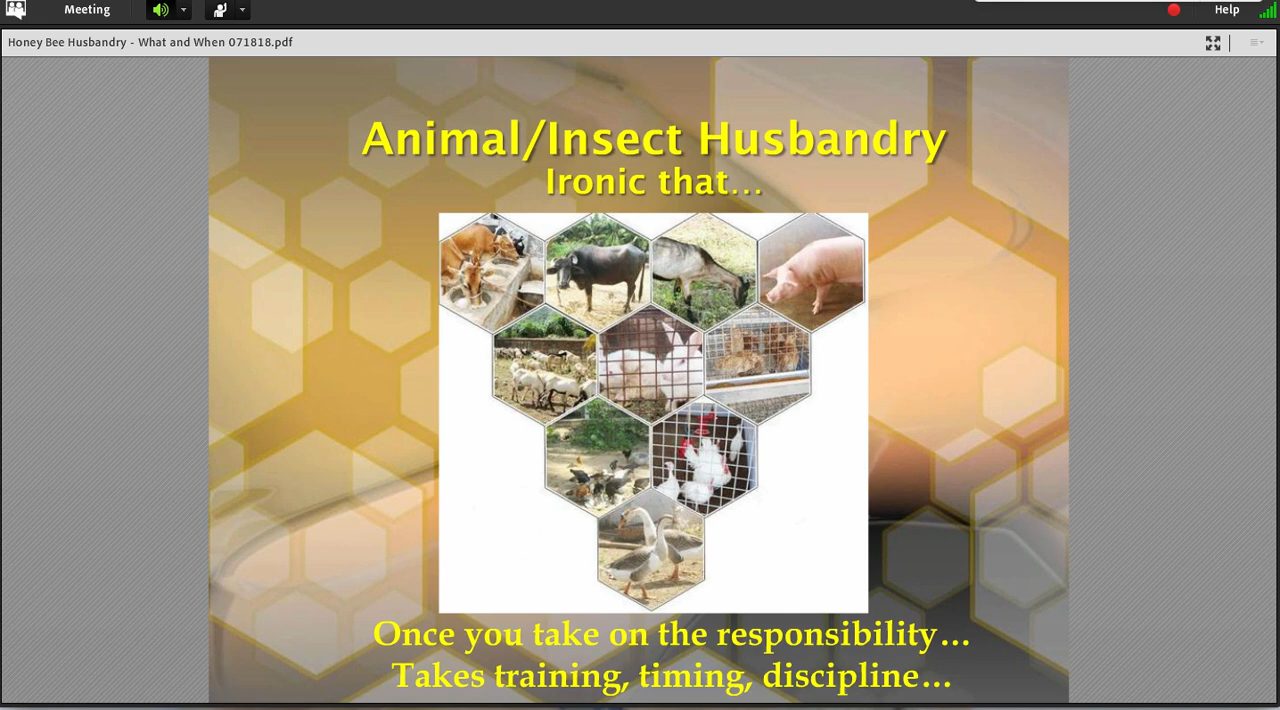 Meeting
Help
Honey Bee Husbandry - What and When 071818.pdf
Animal/Insect Husbandry
Ironic that…
Once you take on the responsibility…
Takes training, timing, discipline…